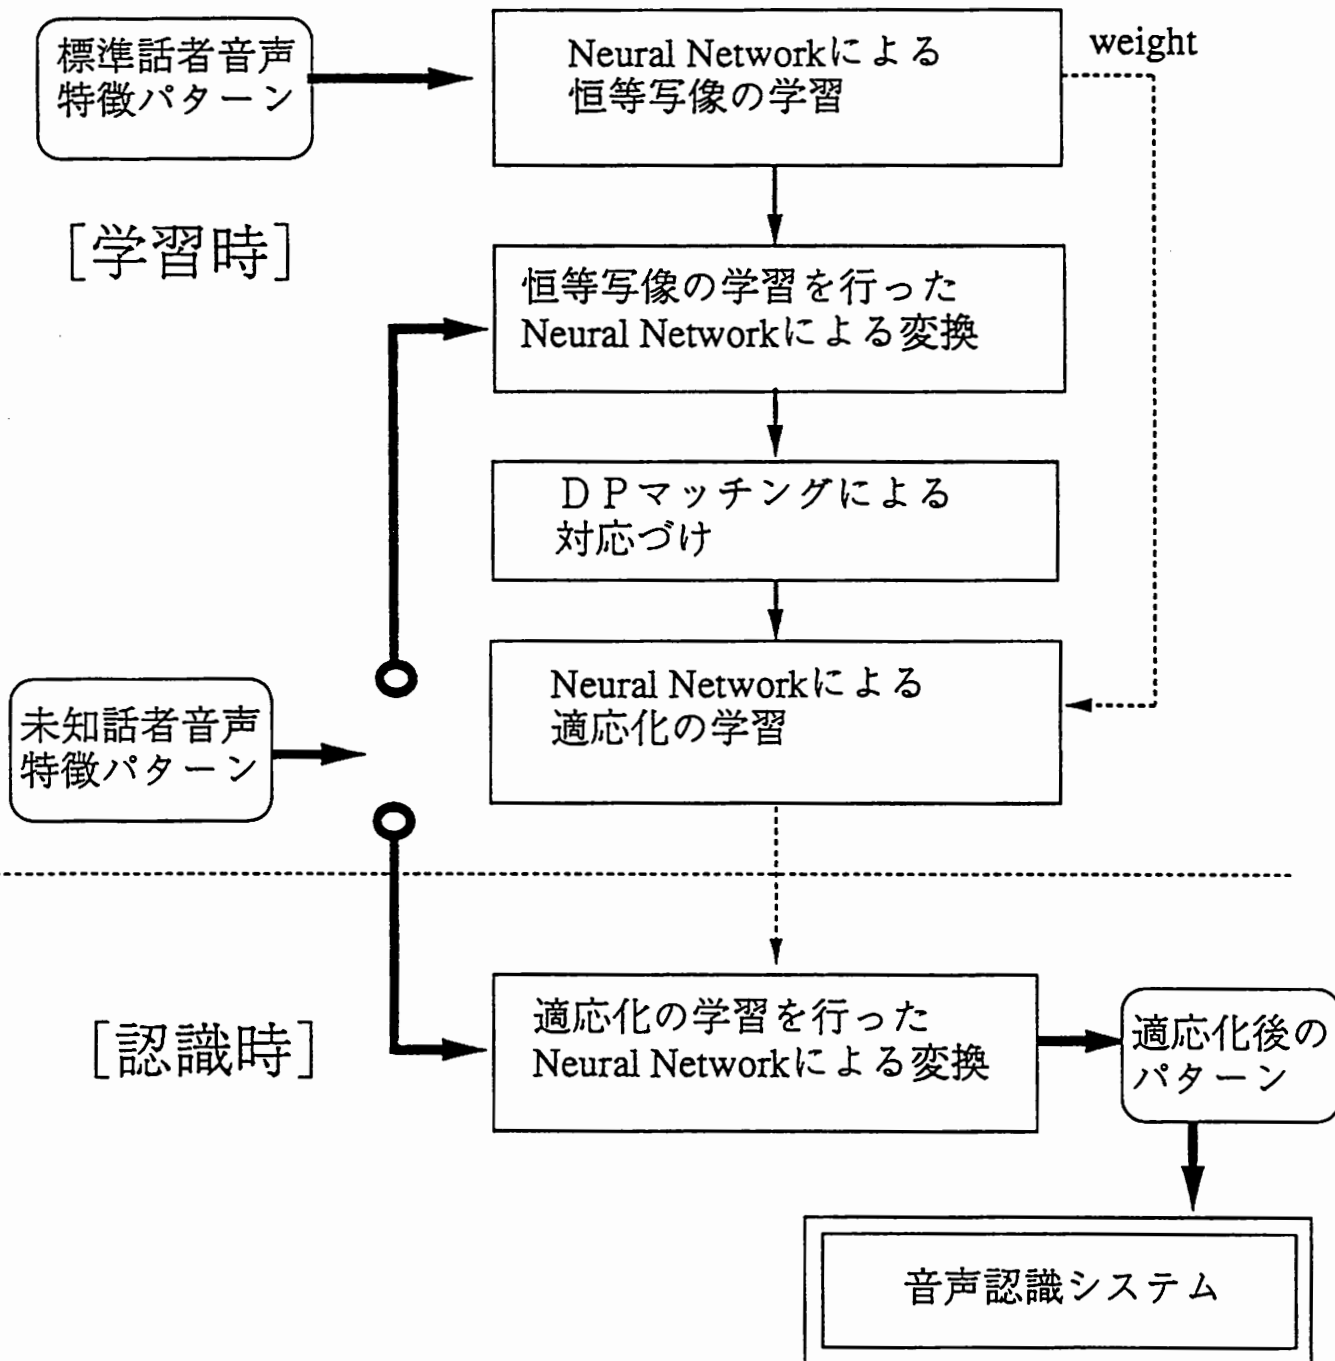 標準話者音声
特徴パターン
Neural Networkによる
恒等写像の学習
weight
[学習時]
恒等写像の学習を行った
Neural Networkによる変換
ＤＰマッチングによる
対応づけ
Neural Networkによる
適応化の学習
未知話者音声
特徴パターン
[認識時]
適応化の学習を行った
Neural Networkによる変換
適応化後の
パターン
音声認識システム